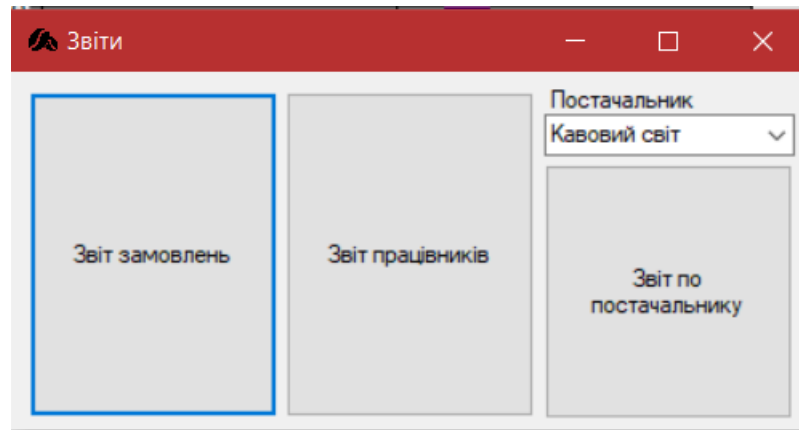 Звіти
Звіт замовлень
Звіт працівників
Постачальник
Кавовий світ
Звіт по
постачальнику